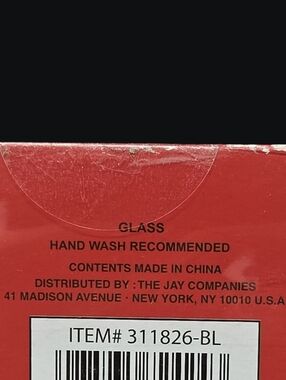 GLASS
HAND WASH RECOMMENDED
CONTENTS MADE IN CHINA
DISTRIBUTED BY : THE JAY COMPANIES
41 MADISON AVENUE · NEW YORK, NY 10010 U.S.A
ITEM# 311826-BL